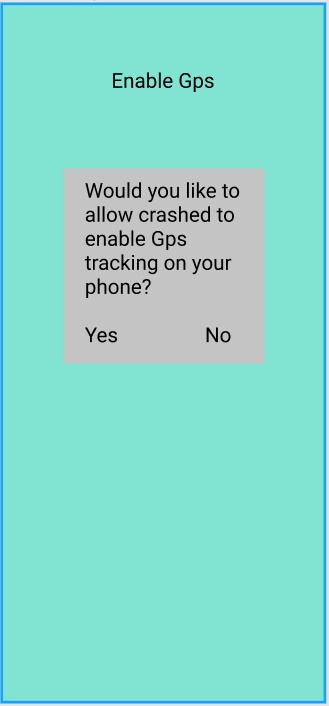 Enable Gps
Would you like to
allow crashed to
enable Gps
tracking on your
phone?
Yes No